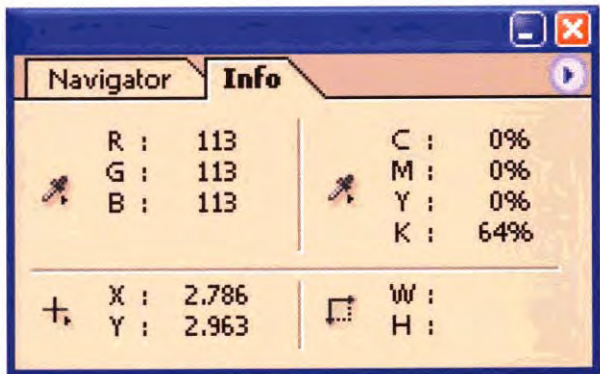 Navigator Info
R : 113 C : 0%
G : 113 M : 0%
B : 113 Y : 0%
K : 64%
X : 2.786 W :
Y : 2.963 H :